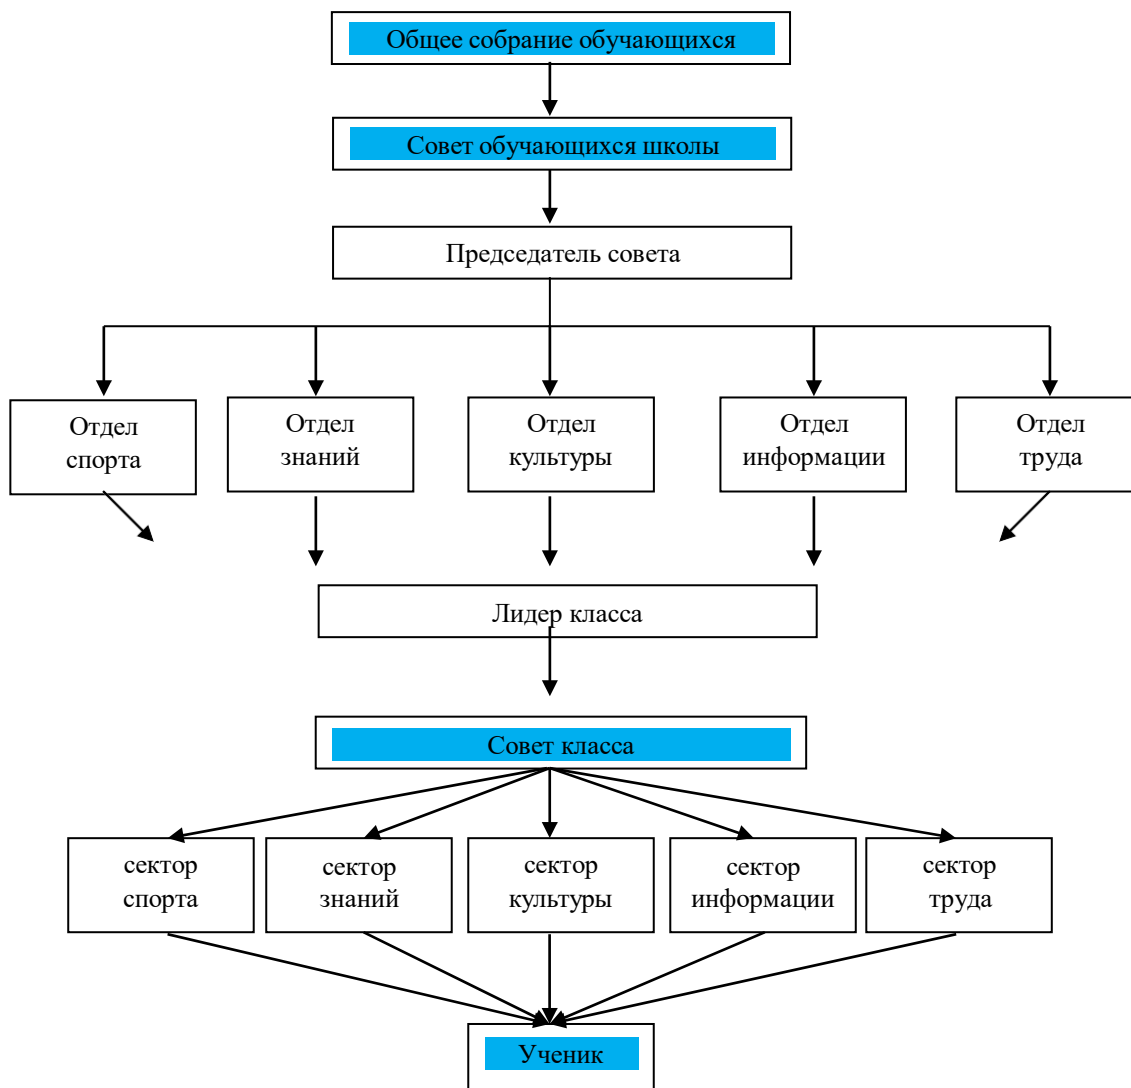 Общее собрание обучающихся
Совет обучающихся школы
Председатель совета
Отдел
спорта
Отдел
знаний
Отдел
культуры
Отдел
информации
Отдел
труда
Лидер класса
Совет класса
сектор
спорта
сектор
знаний
сектор
культуры
сектор
информации
сектор
труда
Ученик